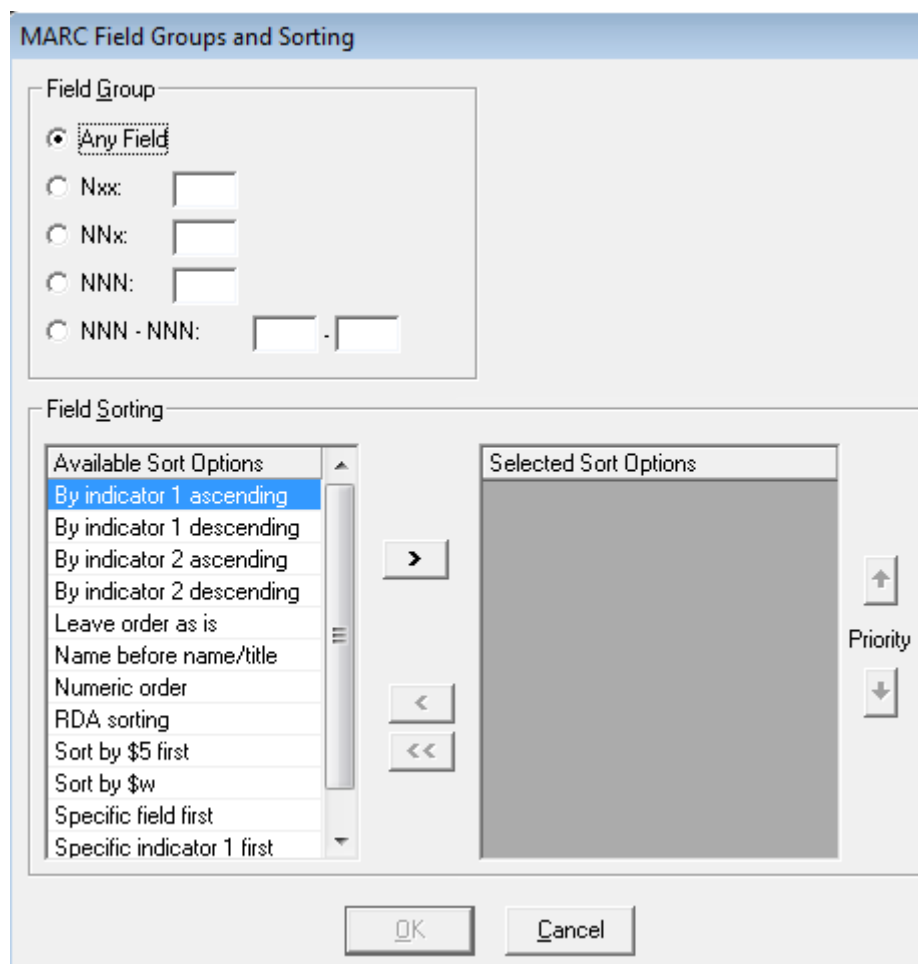 MARC Field Groups and Sorting
Field Group
Any Field
Nxx:
NNx:
NNN:
NNN - NNN: -
Field Sorting
Available Sort Options
By indicator 1 ascending
By indicator 1 descending
By indicator 2 ascending
By indicator 2 descending
Leave order as is
Name before name/title
Numeric order
RDA sorting
Sort by $5 first
Sort by $w
Specific field first
Specific indicator 1 first
>
<
<<
Selected Sort Options
Priority
OK Cancel